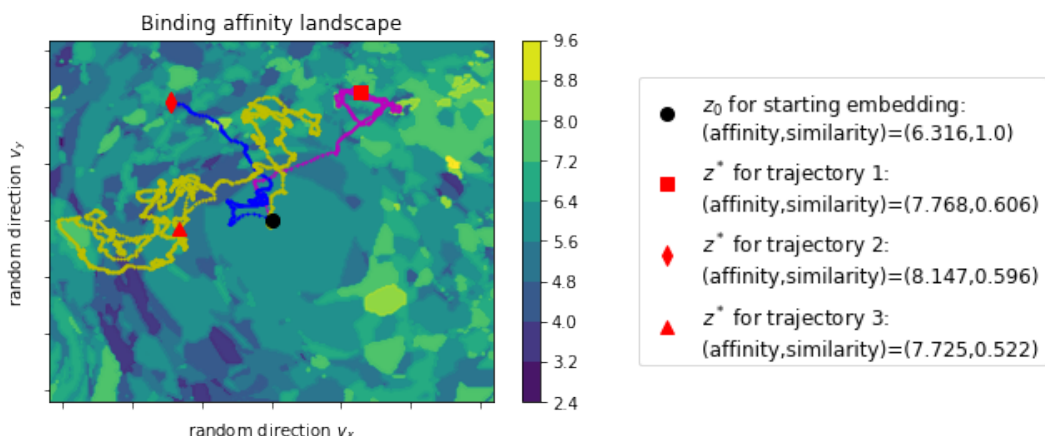 Binding affinity landscape
random direction v_y
random direction v_x
9.6
8.8
8.0
7.2
6.4
5.6
4.8
4.0
3.2
2.4
z_0 for starting embedding:
(affinity,similarity)=(6.316,1.0)
z^* for trajectory 1:
(affinity,similarity)=(7.768,0.606)
z^* for trajectory 2:
(affinity,similarity)=(8.147,0.596)
z^* for trajectory 3:
(affinity,similarity)=(7.725,0.522)